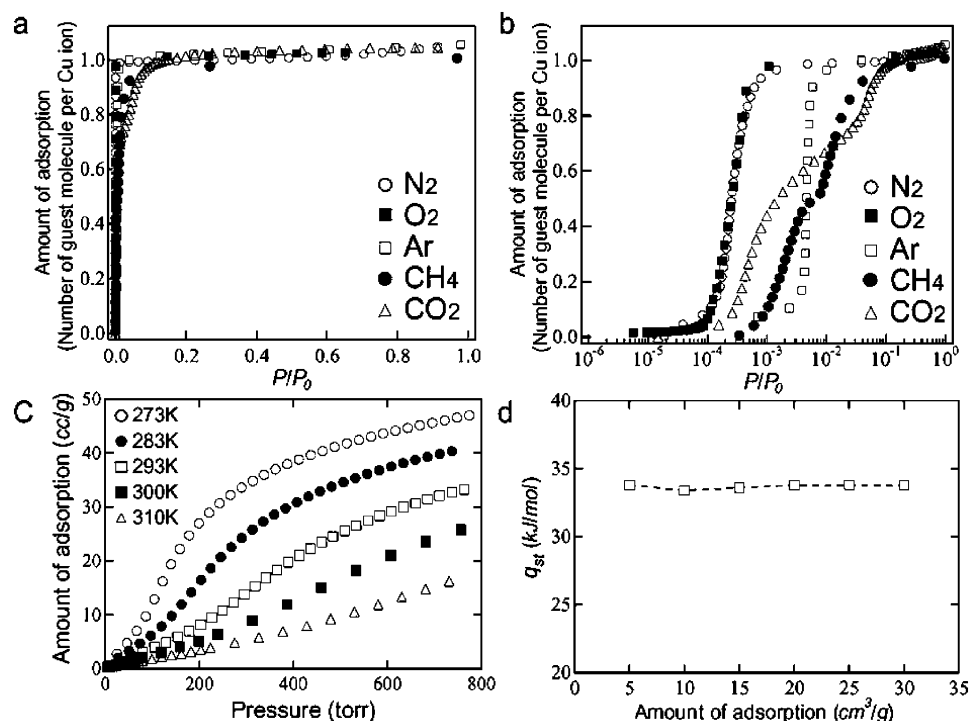 a
Amount of adsorption
(Number of guest molecule per Cu ion)
1.0
0.8
0.6
0.4
0.2
0.0
N2
O2
Ar
CH4
CO2
0.0 0.2 0.4 0.6 0.8 1.0
P/P0
b
Amount of adsorption
(Number of guest molecule per Cu ion)
1.0
0.8
0.6
0.4
0.2
0.0
N2
O2
Ar
CH4
CO2
10-6 10-5 10-4 10-3 10-2 10-1 100
P/P0
C
Amount of adsorption (cc/g)
50
40
30
20
10
0
273K
283K
293K
300K
310K
0 200 400 600 800
Pressure (torr)
d
qst (kJ/mol)
40
35
30
25
20
0 5 10 15 20 25 30 35
Amount of adsorption (cm3/g)